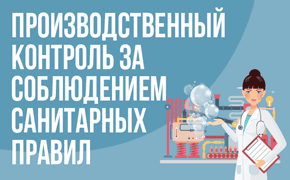 ПРОИЗВОДСТВЕННЫЙ
КОНТРОЛЬ ЗА
СОБЛЮДЕНИЕМ
САНИТАРНЫХ
ПРАВИЛ